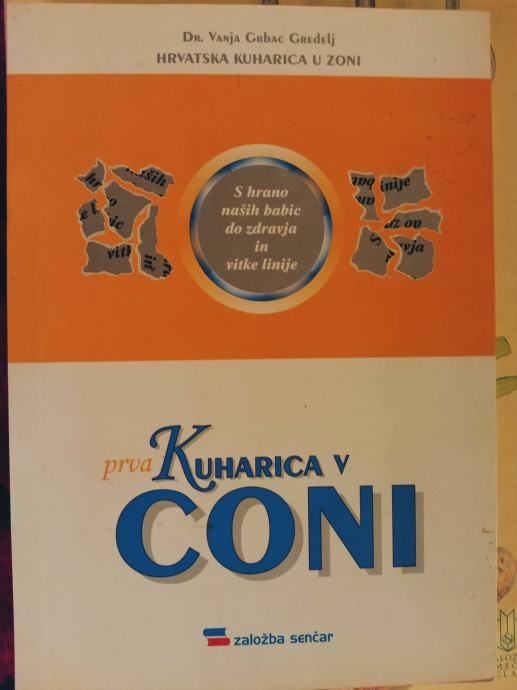 Dr. Vanja Grbac Gredelj
HRVATSKA KUHARICA U ZONI
S hrano
naših babic
do zdravja
in
vitke linije
prva KUHARICA V
CONI
založba senčar